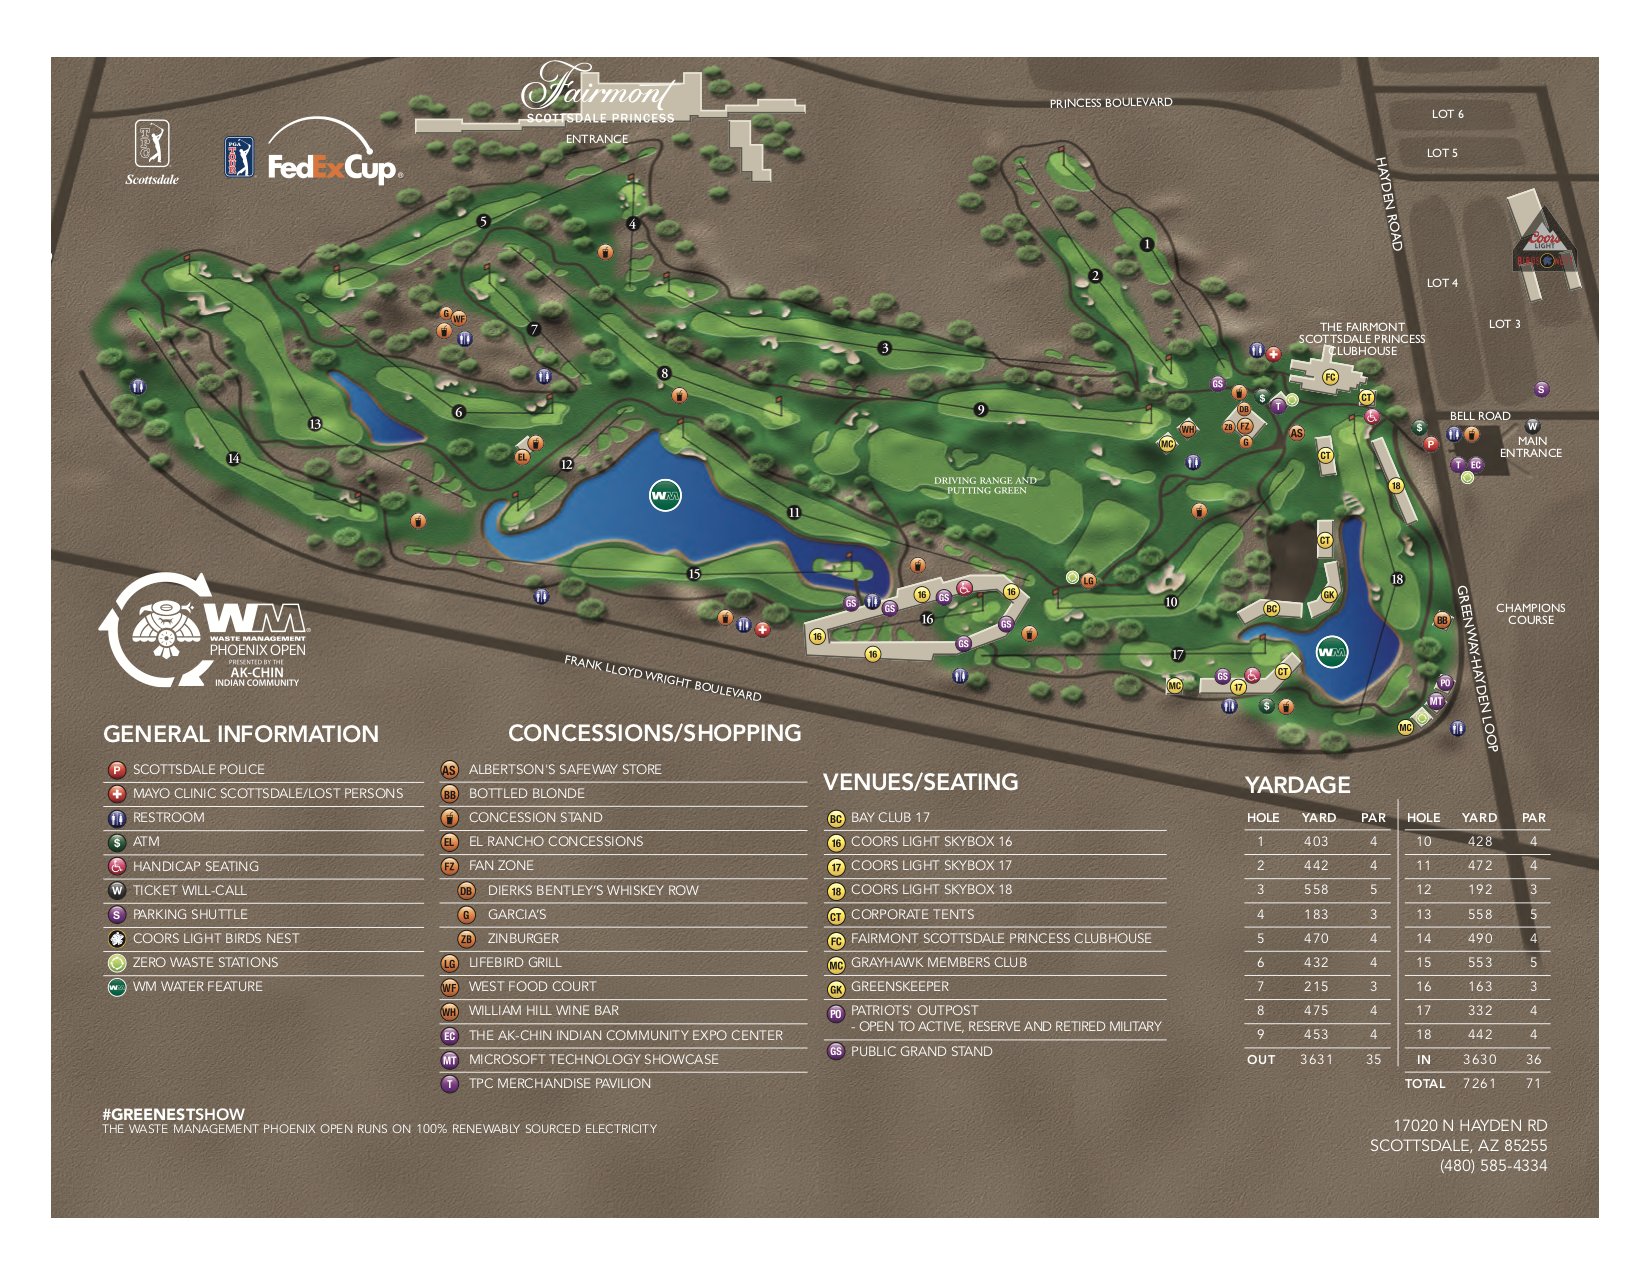 Fairmont
SCOTTSDALE PRINCESS
ENTRANCE
TPC
Scottsdale
PGA TOUR
FedExCup®
PRINCESS BOULEVARD
HAYDEN ROAD
LOT 6
LOT 5
LOT 4
LOT 3
Coors
LIGHT
BIRDS NEST
THE FAIRMONT
SCOTTSDALE PRINCESS
CLUBHOUSE
BELL ROAD
MAIN
ENTRANCE
DRIVING RANGE AND
PUTTING GREEN
CHAMPIONS
COURSE
GREENWAY-HAYDEN LOOP
FRANK LLOYD WRIGHT BOULEVARD
1
2
3
4
5
6
7
8
9
10
11
12
13
14
15
16
17
18
WM
WASTE MANAGEMENT
PHOENIX OPEN
PRESENTED BY THE
AK-CHIN
INDIAN COMMUNITY
GENERAL INFORMATION
P SCOTTSDALE POLICE
MAYO CLINIC SCOTTSDALE/LOST PERSONS
RESTROOM
$ ATM
HANDICAP SEATING
W TICKET WILL-CALL
S PARKING SHUTTLE
COORS LIGHT BIRDS NEST
ZERO WASTE STATIONS
WM WATER FEATURE
CONCESSIONS/SHOPPING
AS ALBERTSON'S SAFEWAY STORE
BB BOTTLED BLONDE
CONCESSION STAND
EL EL RANCHO CONCESSIONS
FZ FAN ZONE
DB DIERKS BENTLEY'S WHISKEY ROW
G GARCIA'S
ZB ZINBURGER
LG LIFEBIRD GRILL
WF WEST FOOD COURT
WH WILLIAM HILL WINE BAR
EC THE AK-CHIN INDIAN COMMUNITY EXPO CENTER
MT MICROSOFT TECHNOLOGY SHOWCASE
T TPC MERCHANDISE PAVILION
VENUES/SEATING
BC BAY CLUB 17
16 COORS LIGHT SKYBOX 16
17 COORS LIGHT SKYBOX 17
18 COORS LIGHT SKYBOX 18
CT CORPORATE TENTS
FC FAIRMONT SCOTTSDALE PRINCESS CLUBHOUSE
MC GRAYHAWK MEMBERS CLUB
GK GREENSKEEPER
PO PATRIOTS' OUTPOST
- OPEN TO ACTIVE, RESERVE AND RETIRED MILITARY
GS PUBLIC GRAND STAND
YARDAGE
HOLE YARD PAR HOLE YARD PAR
1 403 4 10 428 4
2 442 4 11 472 4
3 558 5 12 192 3
4 183 3 13 558 5
5 470 4 14 490 4
6 432 4 15 553 5
7 215 3 16 163 3
8 475 4 17 332 4
9 453 4 18 442 4
OUT 3631 35 IN 3630 36
TOTAL 7261 71
#GREENESTSHOW
THE WASTE MANAGEMENT PHOENIX OPEN RUNS ON 100% RENEWABLY SOURCED ELECTRICITY
17020 N HAYDEN RD
SCOTTSDALE, AZ 85255
(480) 585-4334